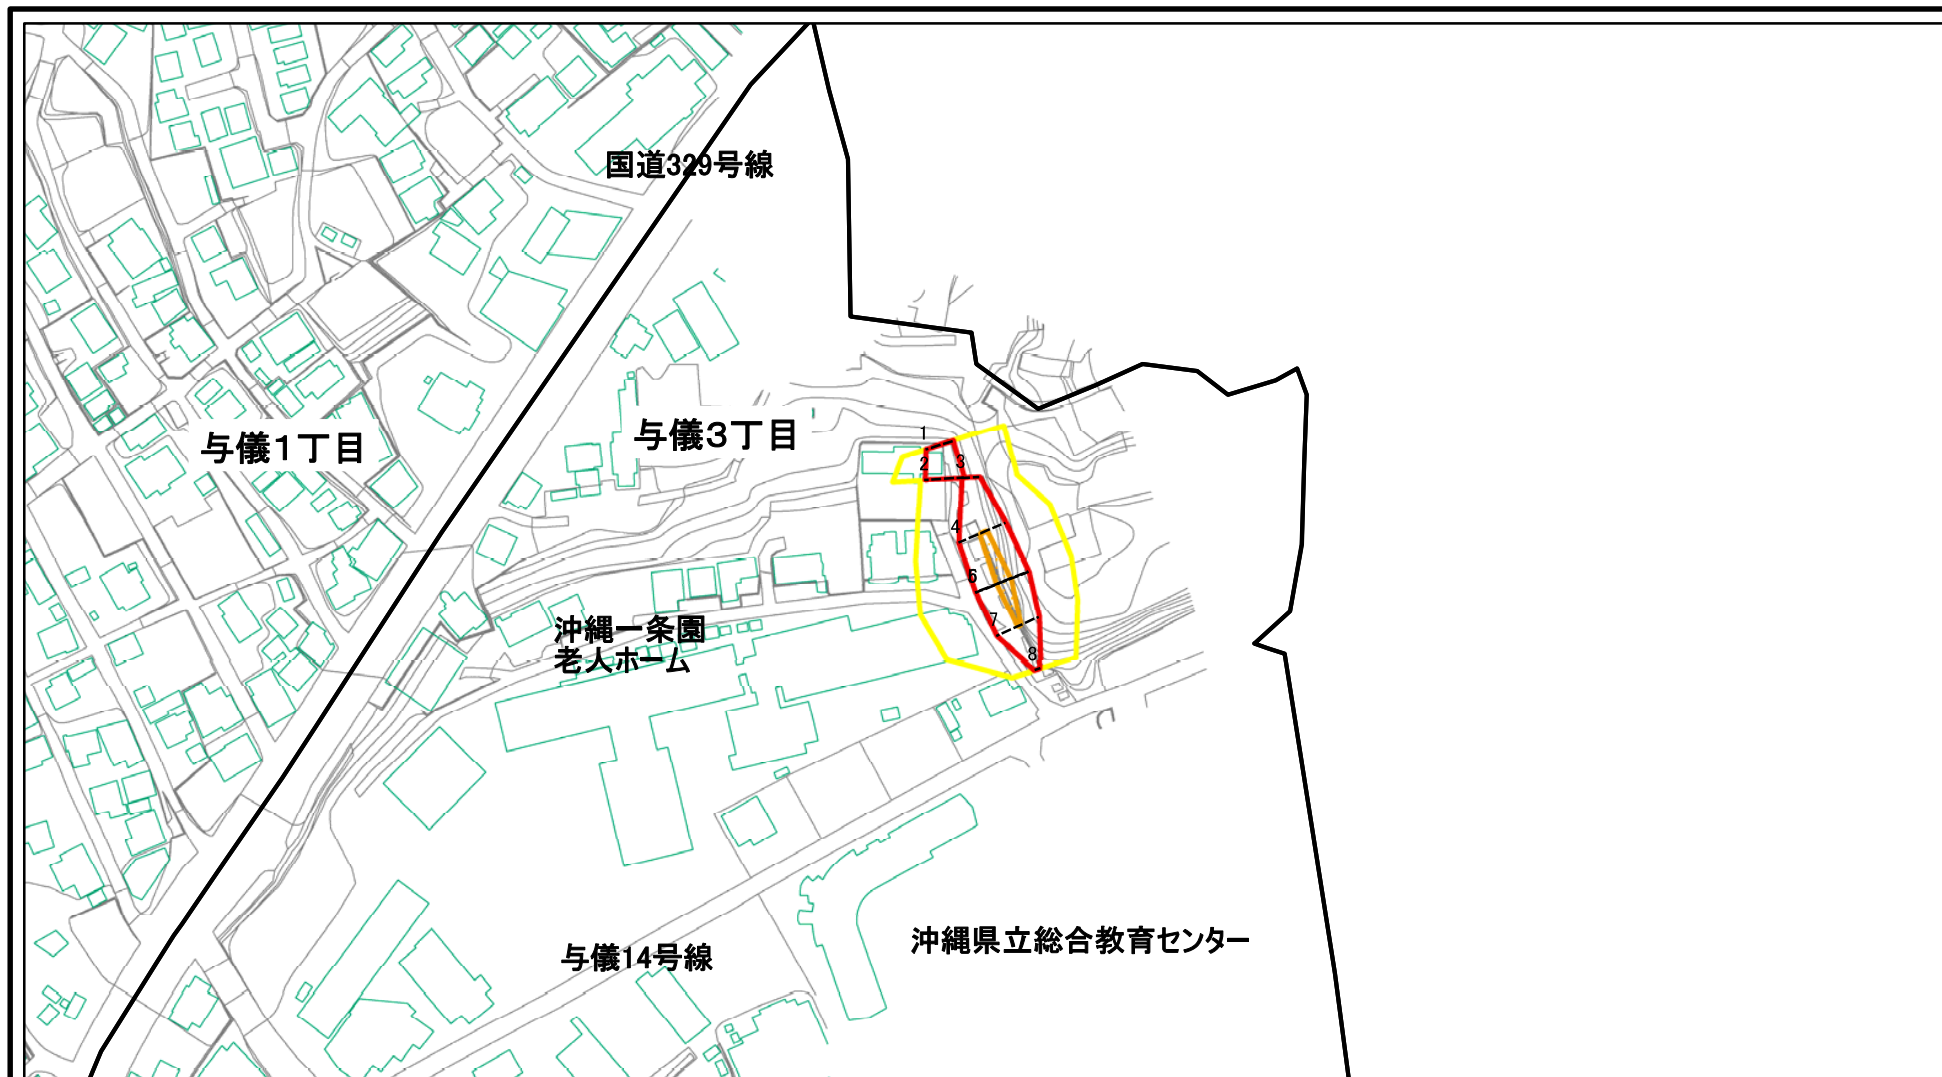 国道329号線
与儀1丁目
与儀3丁目
1
2
3
4
6
7
8
沖縄一条園
老人ホーム
沖縄県立総合教育センター
与儀14号線